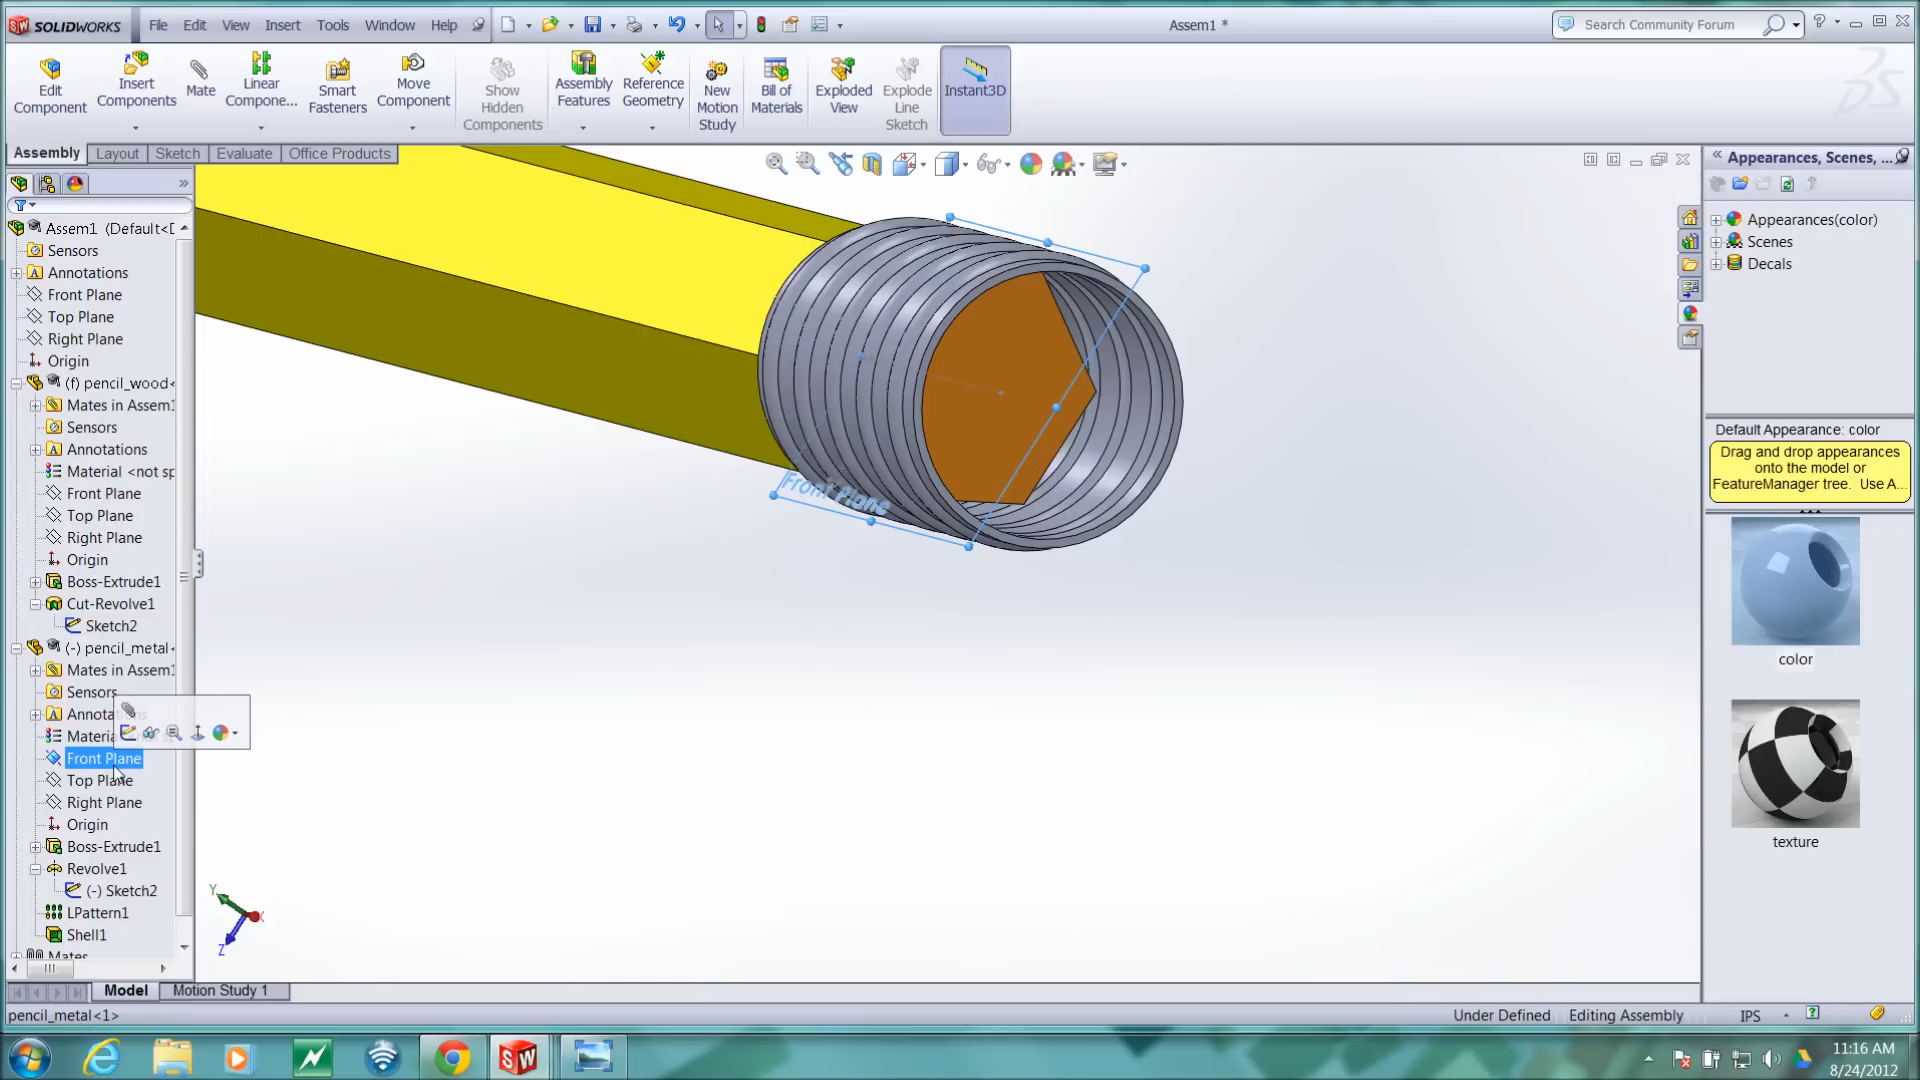 SOLIDWORKS
File Edit View Insert Tools Window Help
Assem1 *
Search Community Forum
Edit Component
Insert Components
Mate
Linear Compone...
Smart Fasteners
Move Component
Show Hidden Components
Assembly Features
Reference Geometry
New Motion Study
Bill of Materials
Exploded View
Explode Line Sketch
Instant3D
Assembly Layout Sketch Evaluate Office Products
Assem1 (Default<D
Sensors
Annotations
Front Plane
Top Plane
Right Plane
Origin
(f) pencil_wood<
Mates in Assem1
Sensors
Annotations
Material <not sp
Front Plane
Top Plane
Right Plane
Origin
Boss-Extrude1
Cut-Revolve1
Sketch2
(-) pencil_metal<
Mates in Assem1
Sensors
Annotations
Materia
Front Plane
Top Plane
Right Plane
Origin
Boss-Extrude1
Revolve1
(-) Sketch2
LPattern1
Shell1
Mates
Front Plane
Y
X
Z
Appearances, Scenes, ...
Appearances(color)
Scenes
Decals
Default Appearance: color
Drag and drop appearances
onto the model or
FeatureManager tree. Use A...
color
texture
Model Motion Study 1
pencil_metal<1>
Under Defined Editing Assembly IPS
11:16 AM
8/24/2012